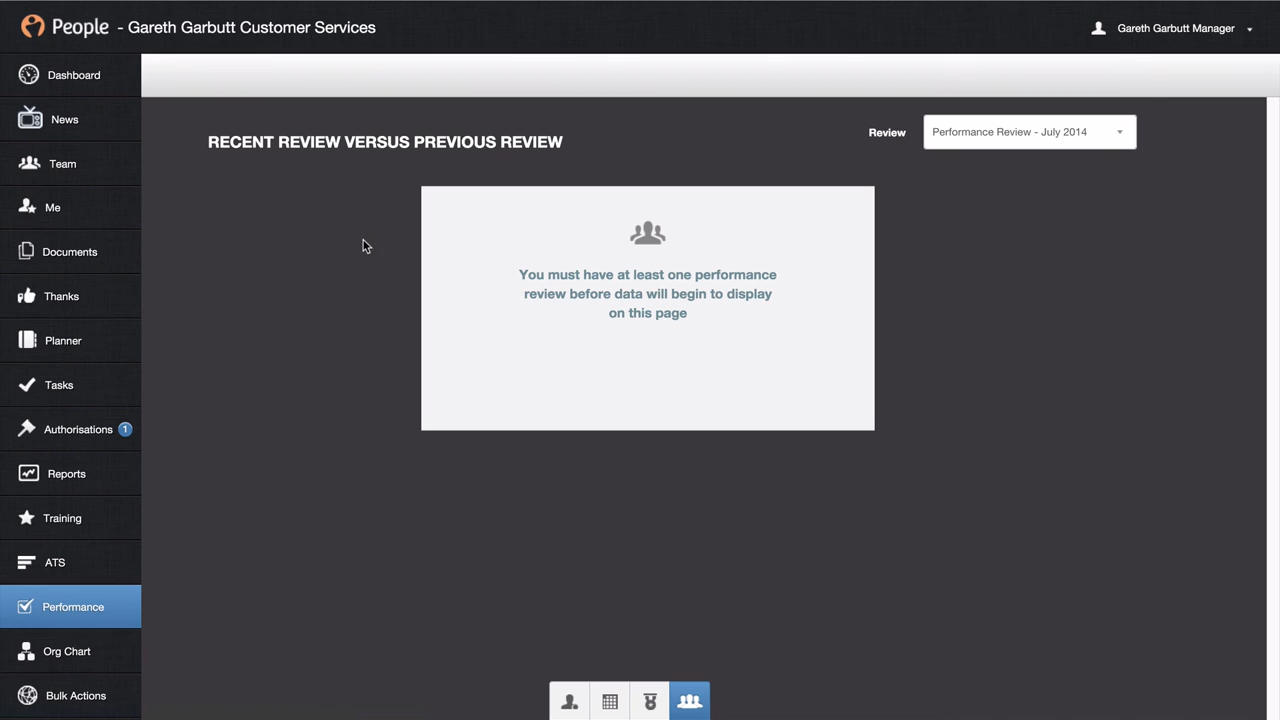 People - Gareth Garbutt Customer Services
Gareth Garbutt Manager
Dashboard
News
Team
Me
Documents
Thanks
Planner
Tasks
Authorisations 1
Reports
Training
ATS
Performance
Org Chart
Bulk Actions
RECENT REVIEW VERSUS PREVIOUS REVIEW
Review
Performance Review - July 2014
You must have at least one performance
review before data will begin to display
on this page